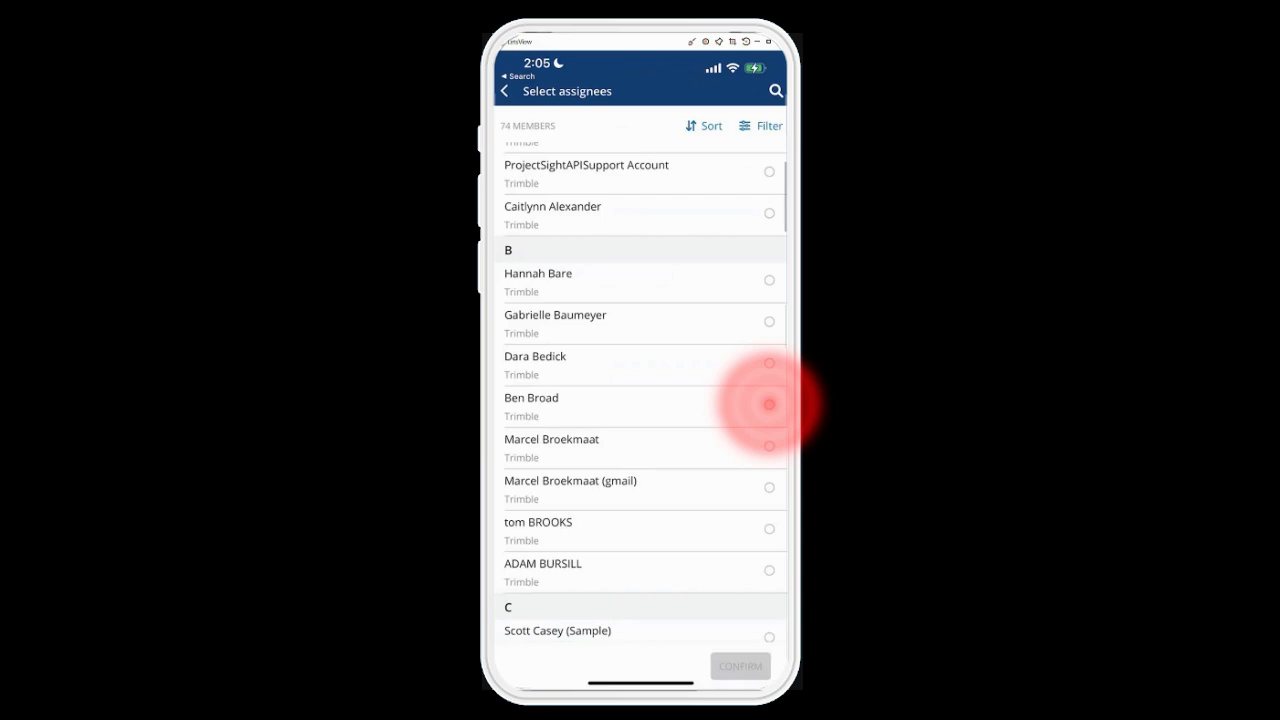 LetsView
2:05
Search
Select assignees
74 MEMBERS
Sort
Filter
Trimble
ProjectSightAPISupport Account
Trimble
Caitlynn Alexander
Trimble
B
Hannah Bare
Trimble
Gabrielle Baumeyer
Trimble
Dara Bedick
Trimble
Ben Broad
Trimble
Marcel Broekmaat
Trimble
Marcel Broekmaat (gmail)
Trimble
tom BROOKS
Trimble
ADAM BURSILL
Trimble
C
Scott Casey (Sample)
CONFIRM